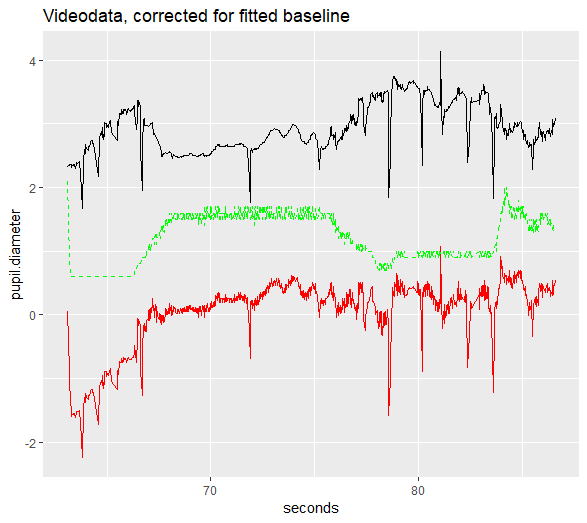 Videodata, corrected for fitted baseline
4
2
0
-2
pupil.diameter
70
80
seconds